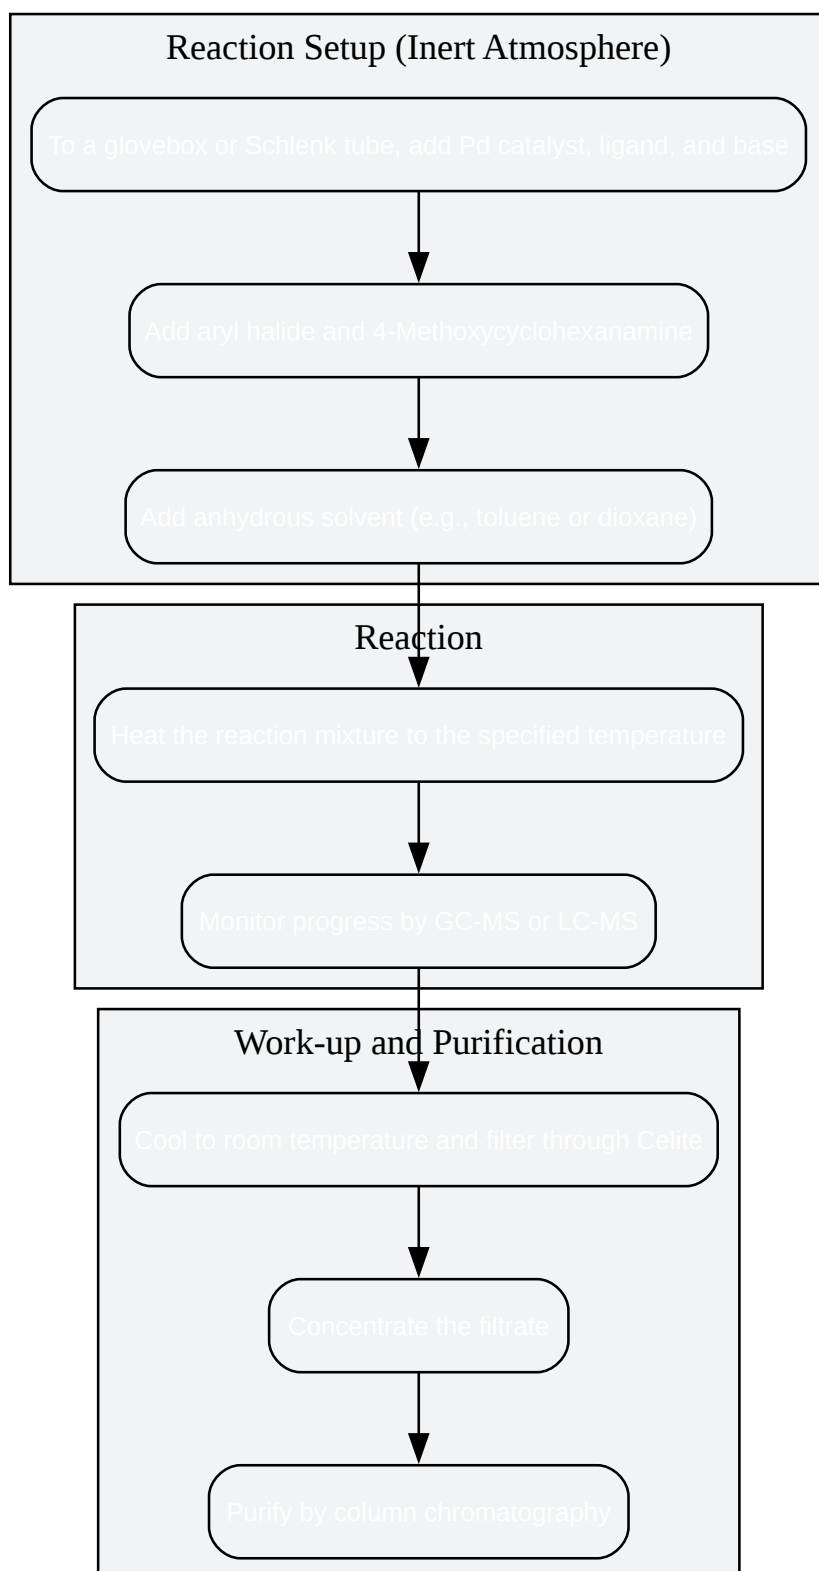 Reaction Setup (Inert Atmosphere)
To a glovebox or Schlenk tube, add Pd catalyst, ligand, and base
Add aryl halide and 4-Methoxycyclohexanamine
Add anhydrous solvent (e.g., toluene or dioxane)
Reaction
Heat the reaction mixture to the specified temperature
Monitor progress by GC-MS or LC-MS
Work-up and Purification
Cool to room temperature and filter through Celite
Concentrate the filtrate
Purify by column chromatography